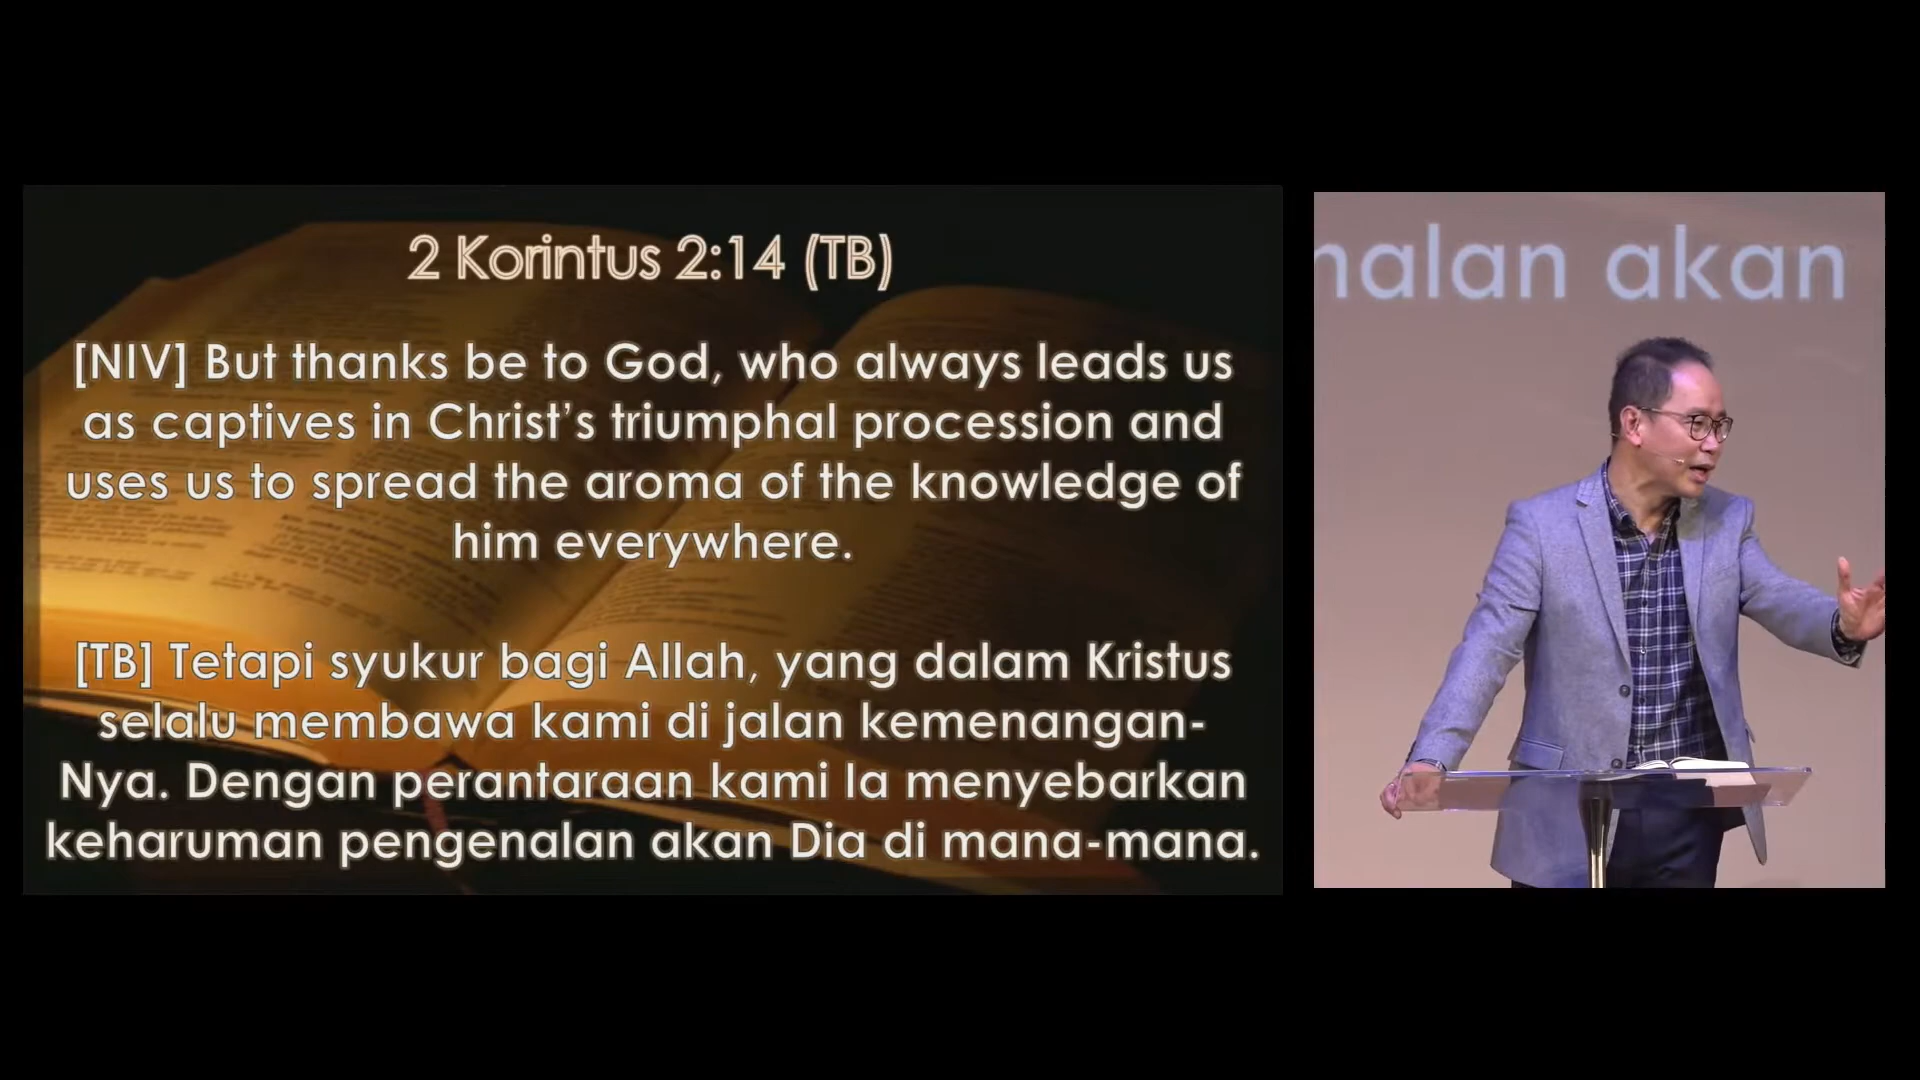 2 Korintus 2:14 (TB)
[NIV] But thanks be to God, who always leads us
as captives in Christ’s triumphal procession and
uses us to spread the aroma of the knowledge of
him everywhere.
[TB] Tetapi syukur bagi Allah, yang dalam Kristus
selalu membawa kami di jalan kemenangan-
Nya. Dengan perantaraan kami Ia menyebarkan
keharuman pengenalan akan Dia di mana-mana.
nalan akan